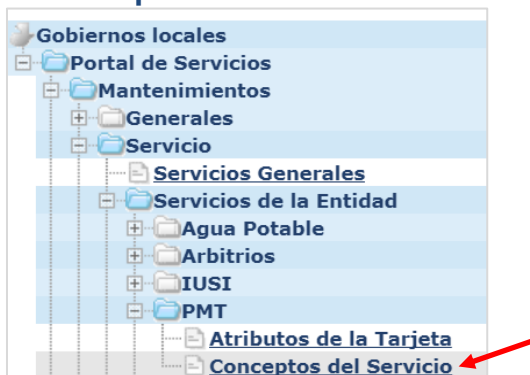 Gobiernos locales
Portal de Servicios
Mantenimientos
Generales
Servicio
Servicios Generales
Servicios de la Entidad
Agua Potable
Arbitrios
IUSI
PMT
Atributos de la Tarjeta
Conceptos del Servicio